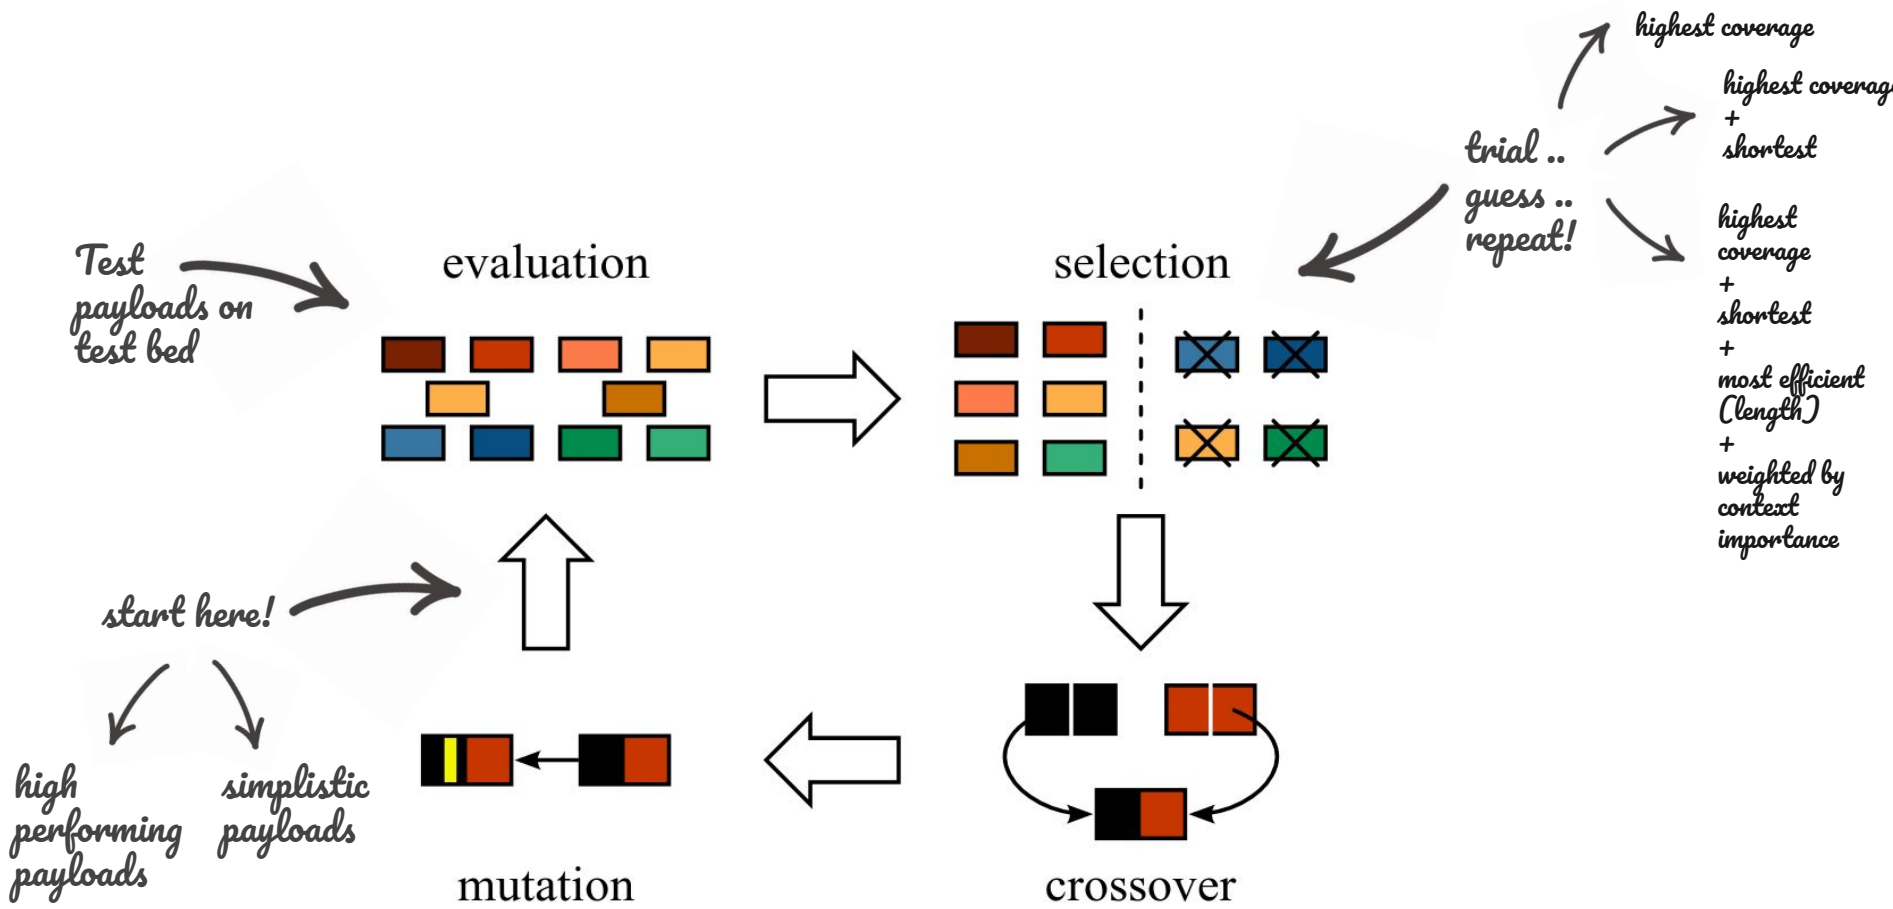 highest coverage
highest coverage
+
shortest
trial ..
guess ..
repeat!
highest
coverage
+
shortest
+
most efficient
(length)
+
weighted by
context
importance
Test
payloads on
test bed
evaluation
selection
start here!
high
performing
payloads
simplistic
payloads
mutation
crossover